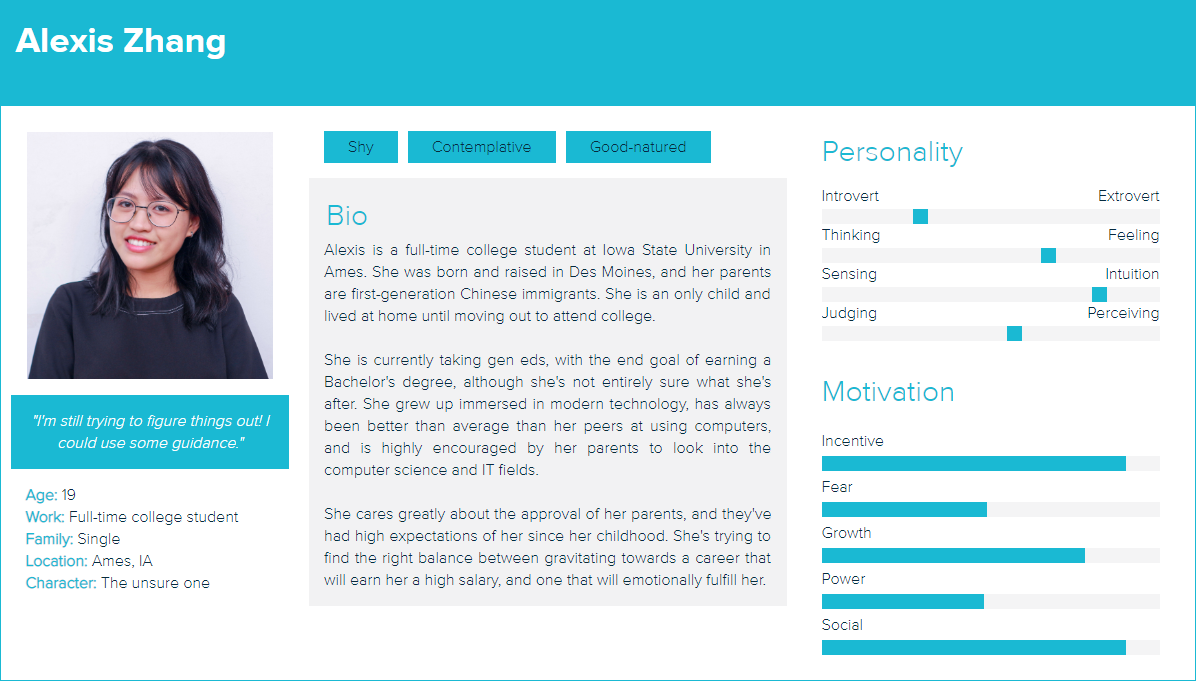 Alexis Zhang
"I'm still trying to figure things out! I
could use some guidance."
Age: 19
Work: Full-time college student
Family: Single
Location: Ames, IA
Character: The unsure one
Shy
Contemplative
Good-natured
Bio
Alexis is a full-time college student at Iowa State University in
Ames. She was born and raised in Des Moines, and her parents
are first-generation Chinese immigrants. She is an only child and
lived at home until moving out to attend college.
She is currently taking gen eds, with the end goal of earning a
Bachelor's degree, although she's not entirely sure what she's
after. She grew up immersed in modern technology, has always
been better than average than her peers at using computers,
and is highly encouraged by her parents to look into the
computer science and IT fields.
She cares greatly about the approval of her parents, and they've
had high expectations of her since her childhood. She's trying to
find the right balance between gravitating towards a career that
will earn her a high salary, and one that will emotionally fulfill her.
Personality
Introvert Extrovert
Thinking Feeling
Sensing Intuition
Judging Perceiving
Motivation
Incentive
Fear
Growth
Power
Social